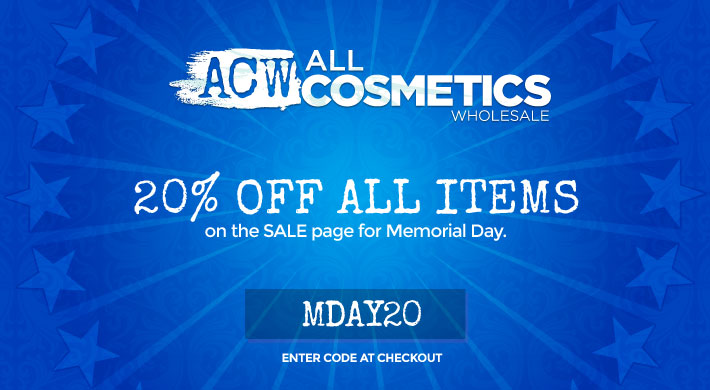 ACW ALL
COSMETICS
WHOLESALE
20% OFF ALL ITEMS
on the SALE page for Memorial Day.
MDAY20
ENTER CODE AT CHECKOUT